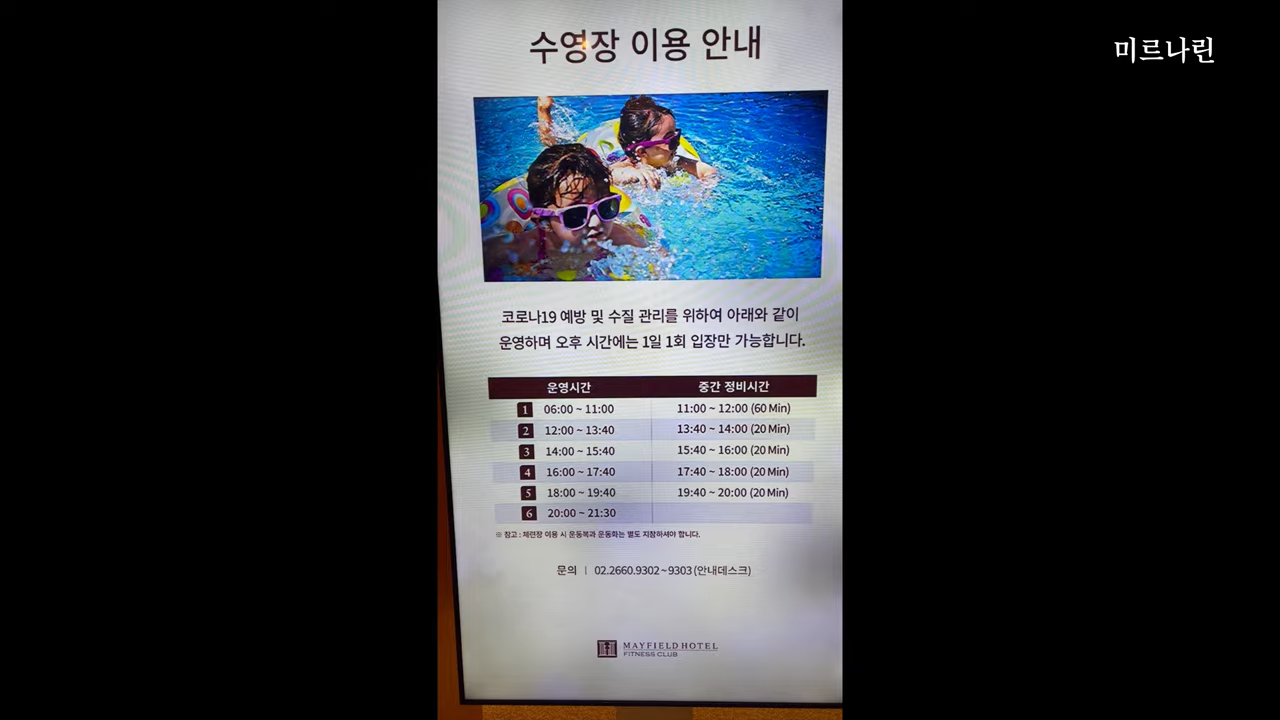 미르나린
수영장 이용 안내
코로나19 예방 및 수질 관리를 위하여 아래와 같이
운영하며 오후 시간에는 1일 1회 입장만 가능합니다.
운영시간 중간 정비시간
1 06:00 ~ 11:00 11:00 ~ 12:00 (60 Min)
2 12:00 ~ 13:40 13:40 ~ 14:00 (20 Min)
3 14:00 ~ 15:40 15:40 ~ 16:00 (20 Min)
4 16:00 ~ 17:40 17:40 ~ 18:00 (20 Min)
5 18:00 ~ 19:40 19:40 ~ 20:00 (20 Min)
6 20:00 ~ 21:30
※ 참고 : 체련장 이용 시 운동복과 운동화는 별도 지참하셔야 합니다.
문의 | 02.2660.9302~9303 (안내데스크)
MAYFIELD HOTEL
FITNESS CLUB